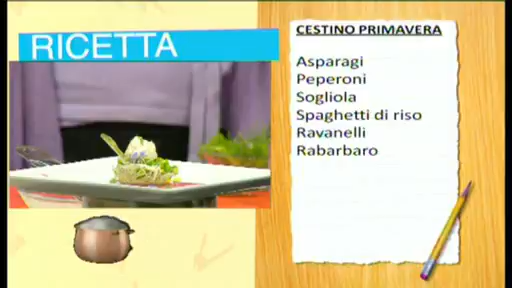 RICETTA
CESTINO PRIMAVERA
Asparagi
Peperoni
Sogliola
Spaghetti di riso
Ravanelli
Rabarbaro